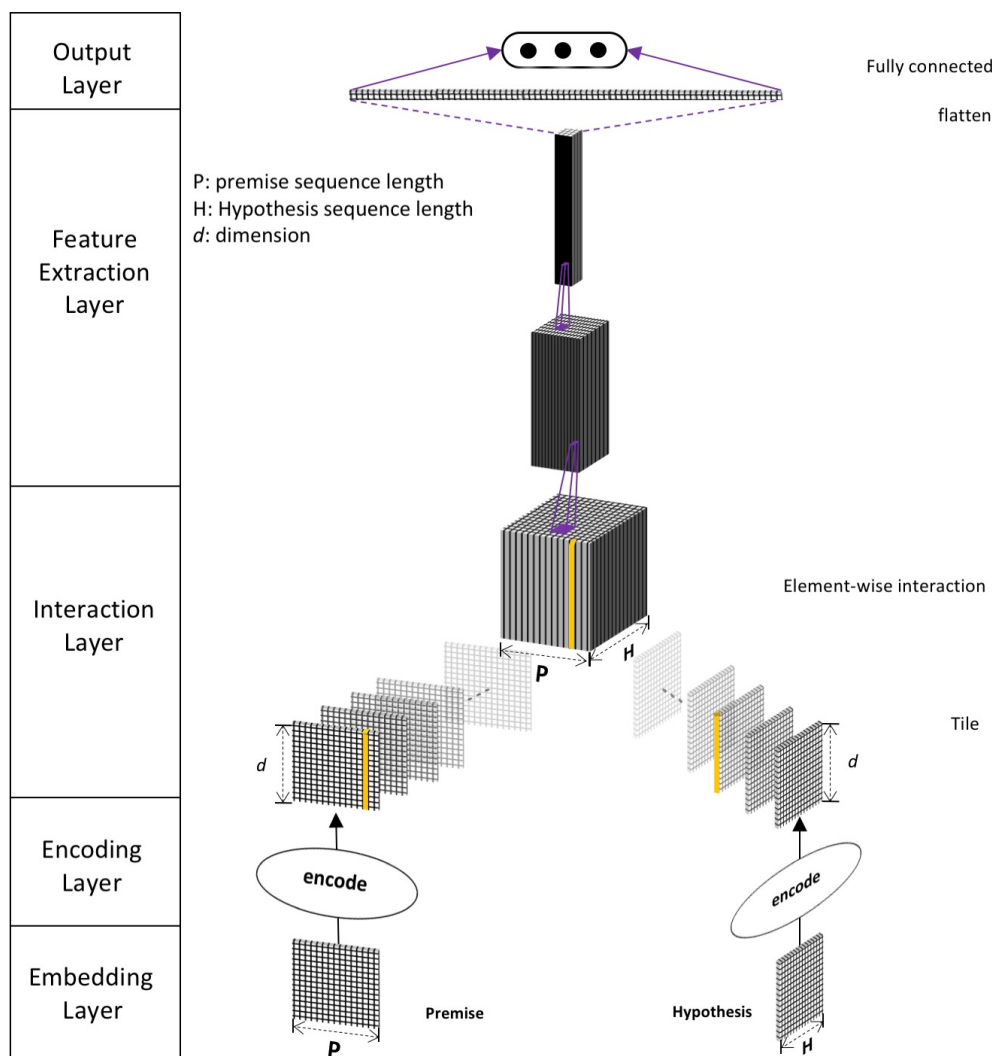 Output
Layer
Fully connected
flatten
P: premise sequence length
H: Hypothesis sequence length
d: dimension
Feature
Extraction
Layer
Interaction
Layer
Element-wise interaction
P
H
Tile
d
d
Encoding
Layer
encode
encode
Embedding
Layer
Premise
Hypothesis
P
H